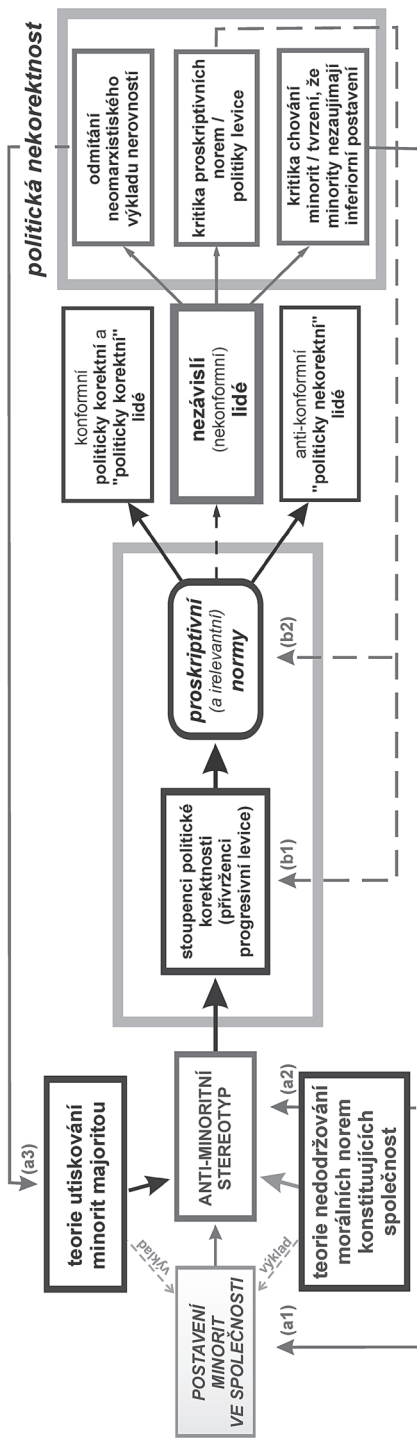 politická nekorektnost
(a3)
teorie utiskování
minorit majoritou
výklad
POSTAVENÍ
MINORIT
VE SPOLEČNOSTI
ANTI-MINORITNÍ
STEREOTYP
výklad
teorie nedodržování
morálních norem
konstituujících
společnost
(a1)
(a2)
stoupenci politické
korektnosti
(přívrženci
progresivní levice)
(b1)
proskriptivní
(a irelevantní)
normy
(b2)
konformní
politicky korektní a
"politicky korektní"
lidé
nezávislí
(nekonformní)
lidé
anti-konformní
"politicky nekorektní"
lidé
odmítání
neomarxistiského
výkladu nerovností
kritika proskriptivních
norem /
politiky levice
kritika chování
minorit / tvrzení, že
minority nezaujímají
inferiorní postavení